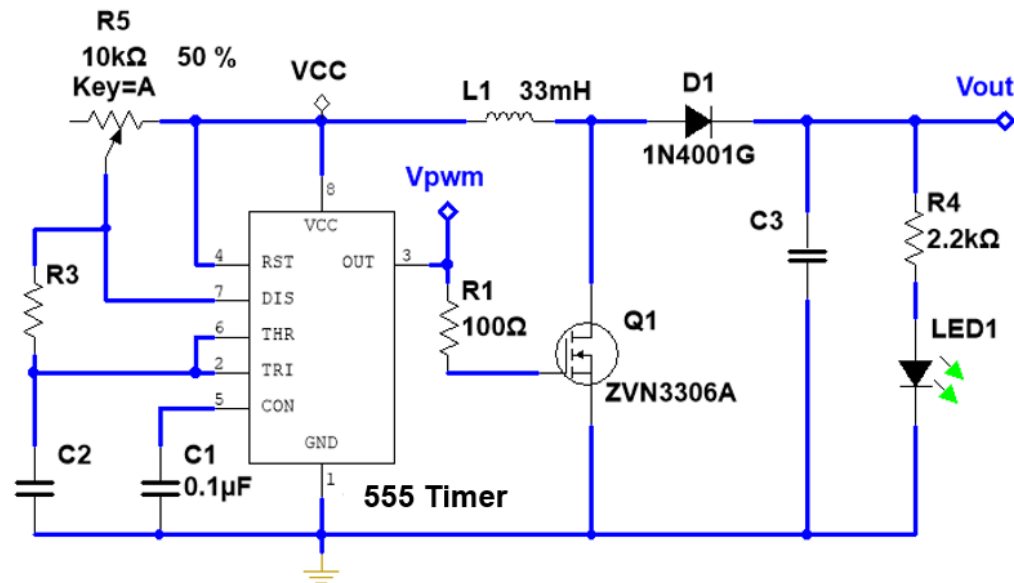 R5
10kΩ 50 %
Key=A
VCC
L1 33mH
D1
1N4001G
Vout
Vpwm
8
VCC
4 RST OUT 3
7 DIS
6 THR
2 TRI
5 CON
GND
1
R3
R1
100Ω
Q1
ZVN3306A
C3
R4
2.2kΩ
LED1
C2
C1
0.1µF
555 Timer